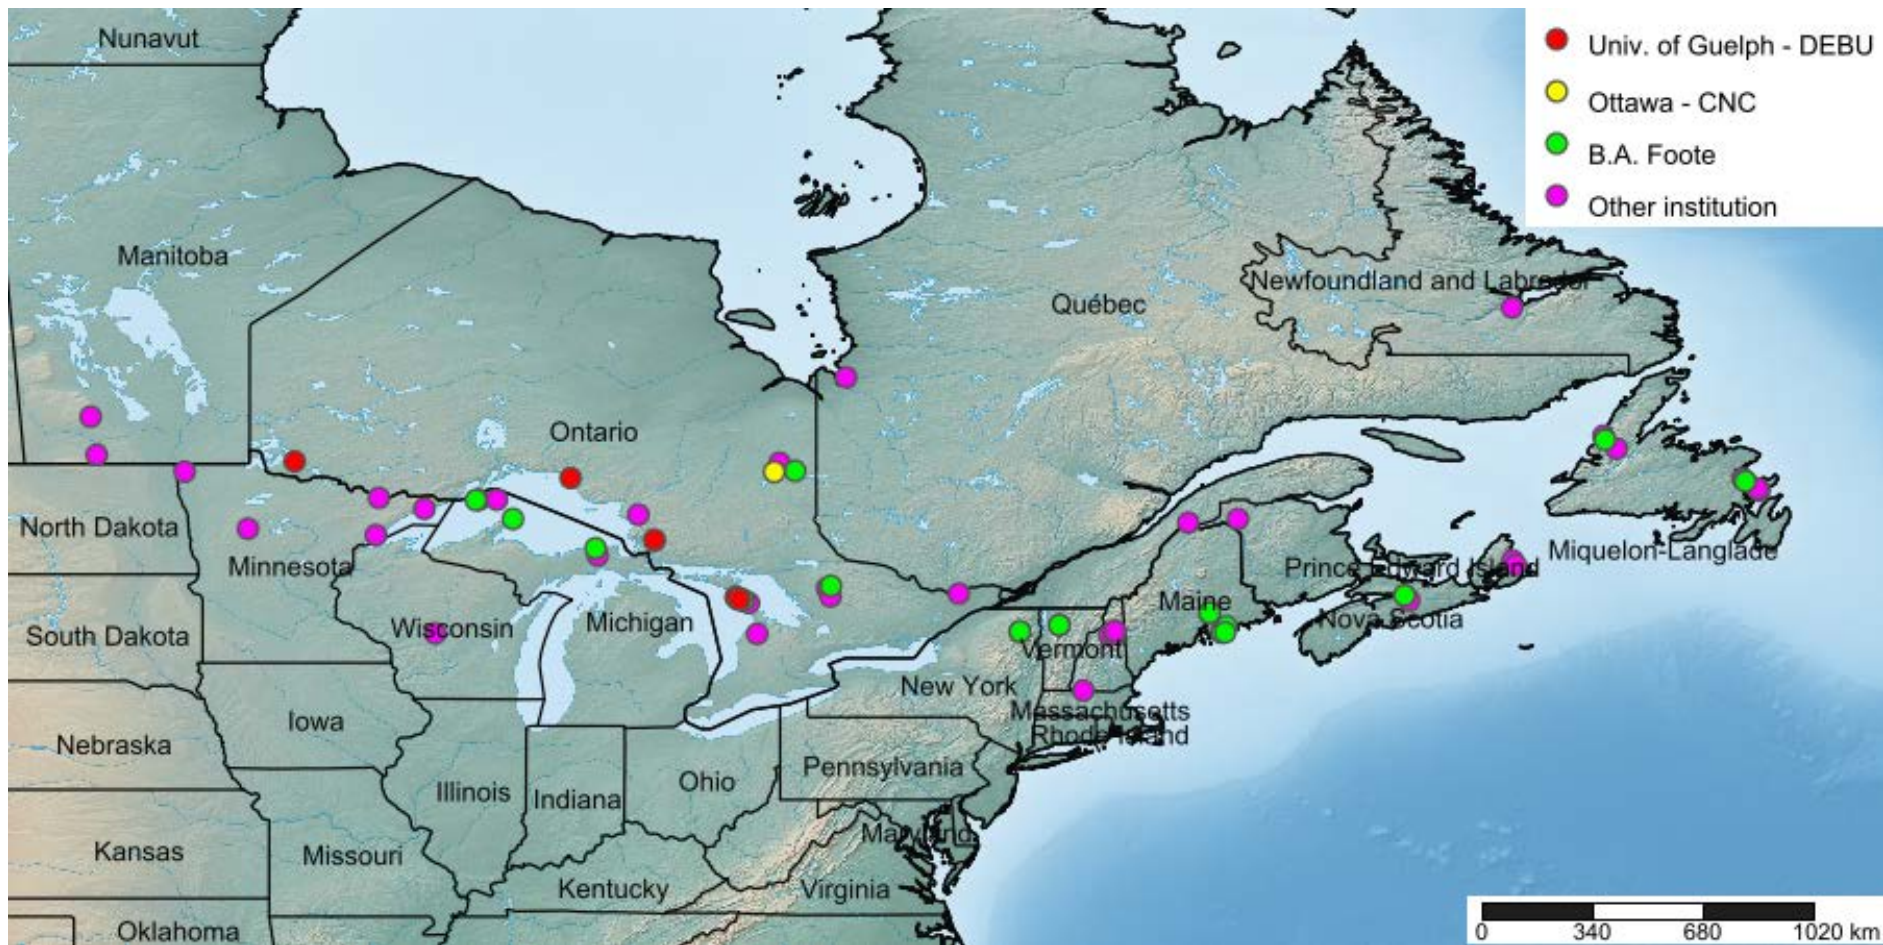 Nunavut
Univ. of Guelph - DEBU
Ottawa - CNC
B.A. Foote
Other institution
Manitoba
Newfoundland and Labrador
Québec
Ontario
North Dakota
Minnesota
Miquelon-Langlade
Prince Edward Island
Maine
Nova Scotia
South Dakota
Wisconsin
Michigan
Vermont
New York
Massachusetts
Rhode Island
Iowa
Nebraska
Pennsylvania
Ohio
Illinois
Indiana
Maryland
Kansas
Missouri
Kentucky
Virginia
Oklahoma
0 340 680 1020 km